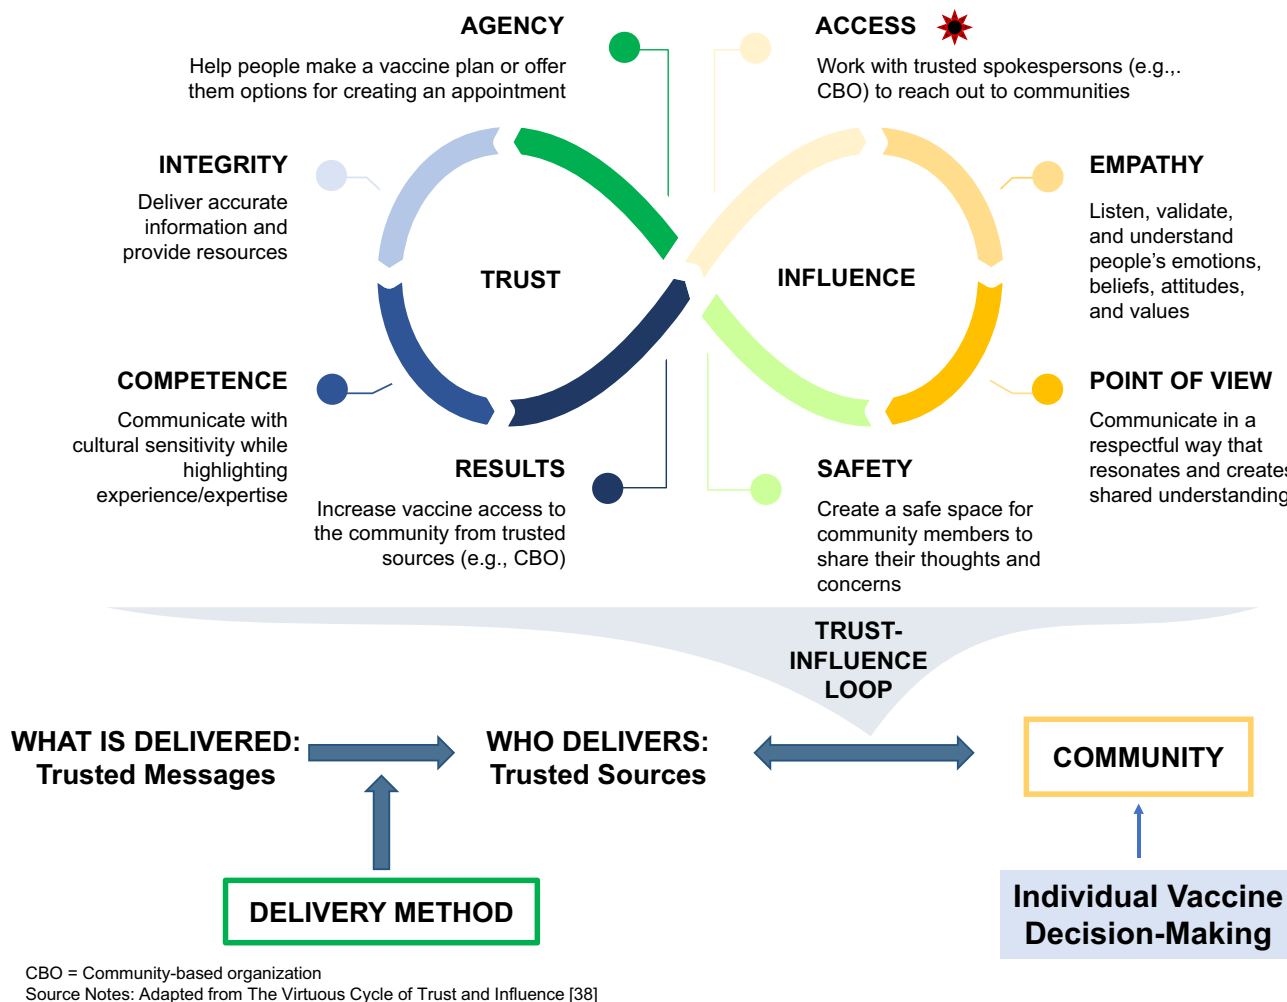 AGENCY
Help people make a vaccine plan or offer
them options for creating an appointment
ACCESS
Work with trusted spokespersons (e.g.,.
CBO) to reach out to communities
INTEGRITY
Deliver accurate
information and
provide resources
EMPATHY
Listen, validate,
and understand
people’s emotions,
beliefs, attitudes,
and values
TRUST
INFLUENCE
COMPETENCE
Communicate with
cultural sensitivity while
highlighting
experience/expertise
POINT OF VIEW
Communicate in a
respectful way that
resonates and creates
shared understanding
RESULTS
Increase vaccine access to
the community from trusted
sources (e.g., CBO)
SAFETY
Create a safe space for
community members to
share their thoughts and
concerns
TRUST-
INFLUENCE
LOOP
WHAT IS DELIVERED:
Trusted Messages
WHO DELIVERS:
Trusted Sources
COMMUNITY
DELIVERY METHOD
Individual Vaccine
Decision-Making
CBO = Community-based organization
Source Notes: Adapted from The Virtuous Cycle of Trust and Influence [38]